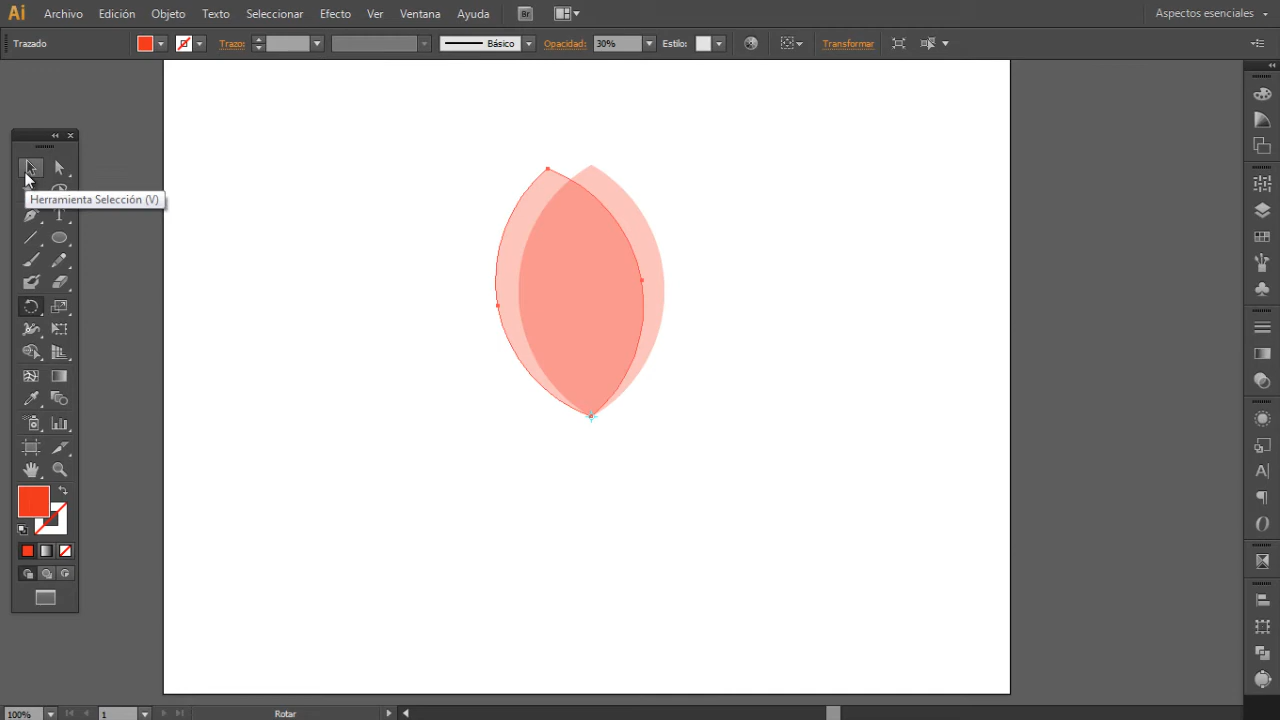 Ai Archivo Edición Objeto Texto Seleccionar Efecto Ver Ventana Ayuda Br Aspectos esenciales
Trazado Trazo: Básico Opacidad: 30% Estilo: Transformar
Herramienta Selección (V)
100% 1 Rotar